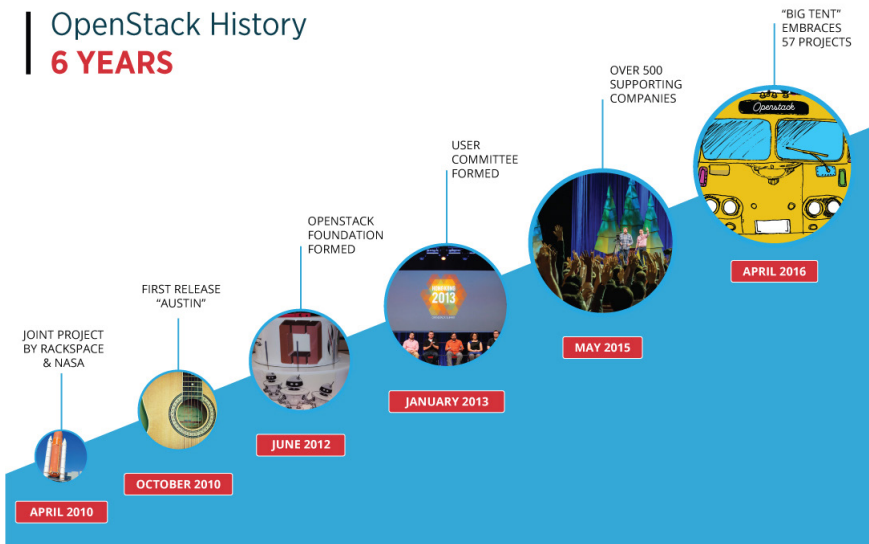 OpenStack History
6 YEARS
JOINT PROJECT
BY RACKSPACE
& NASA
APRIL 2010
FIRST RELEASE
“AUSTIN”
OCTOBER 2010
OPENSTACK
FOUNDATION
FORMED
JUNE 2012
USER
COMMITTEE
FORMED
2013
JANUARY 2013
OVER 500
SUPPORTING
COMPANIES
MAY 2015
“BIG TENT”
EMBRACES
57 PROJECTS
Openstack
APRIL 2016